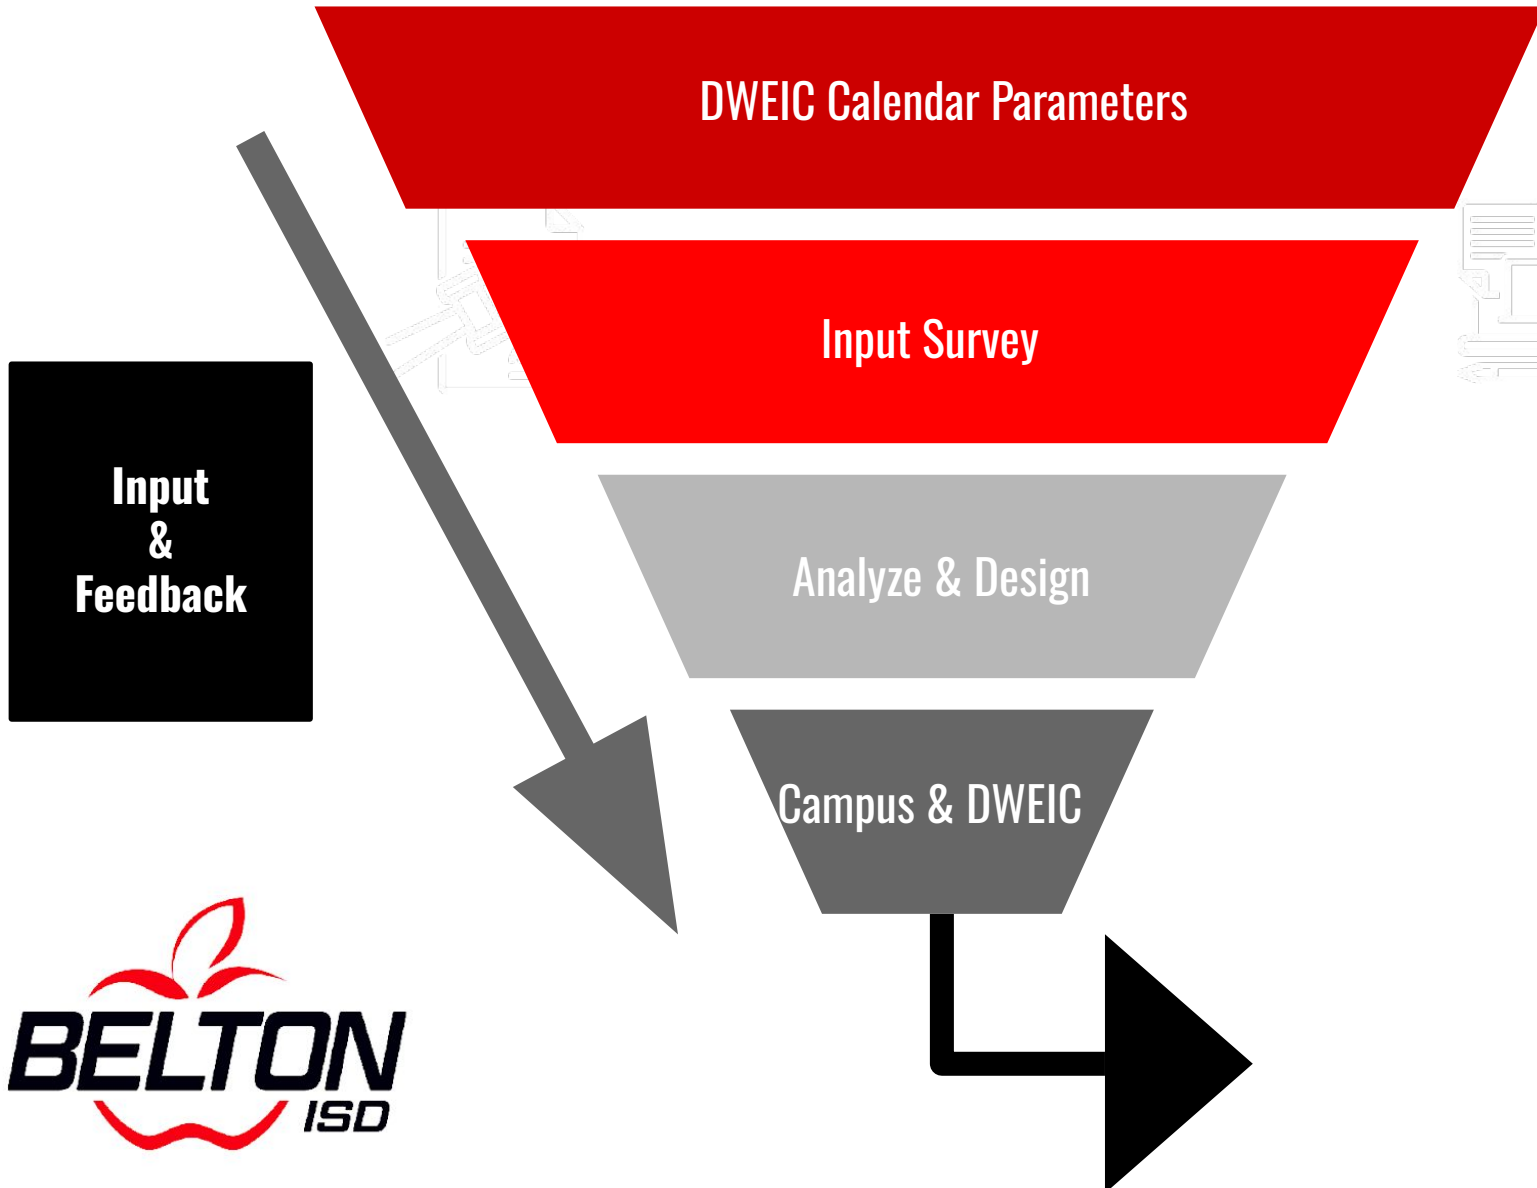 DWEIC Calendar Parameters
Input Survey
Input
&
Feedback
Analyze & Design
Campus & DWEIC
BELTON
ISD